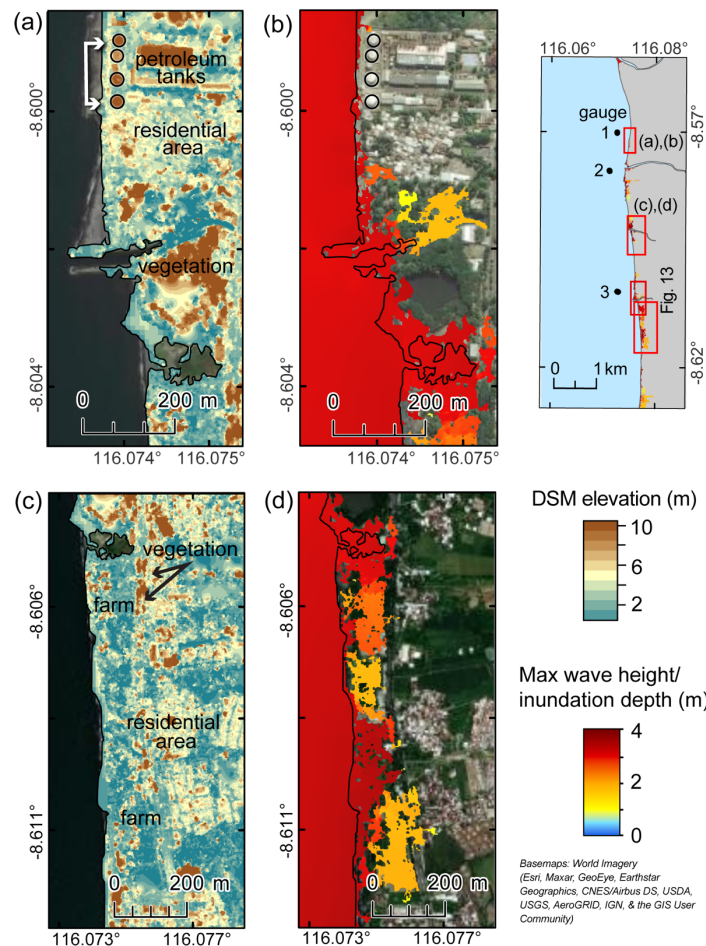 (a)
petroleum
tanks
residential
area
vegetation
-8.600°
-8.604°
0 200 m
116.074° 116.075°
(b)
0 200 m
116.074° 116.075°
116.06° 116.08°
gauge
1
2
3
(a),(b)
(c),(d)
Fig. 13
-8.57°
-8.62°
0 1 km
(c)
vegetation
farm
residential
area
farm
-8.606°
-8.611°
0 200 m
116.073° 116.077°
(d)
-8.606°
-8.611°
0 200 m
116.073° 116.077°
DSM elevation (m)
10
6
2
Max wave height/
inundation depth (m)
4
2
0
Basemaps: World Imagery
(Esri, Maxar, GeoEye, Earthstar
Geographics, CNES/Airbus DS, USDA,
USGS, AeroGRID, IGN, & the GIS User
Community)